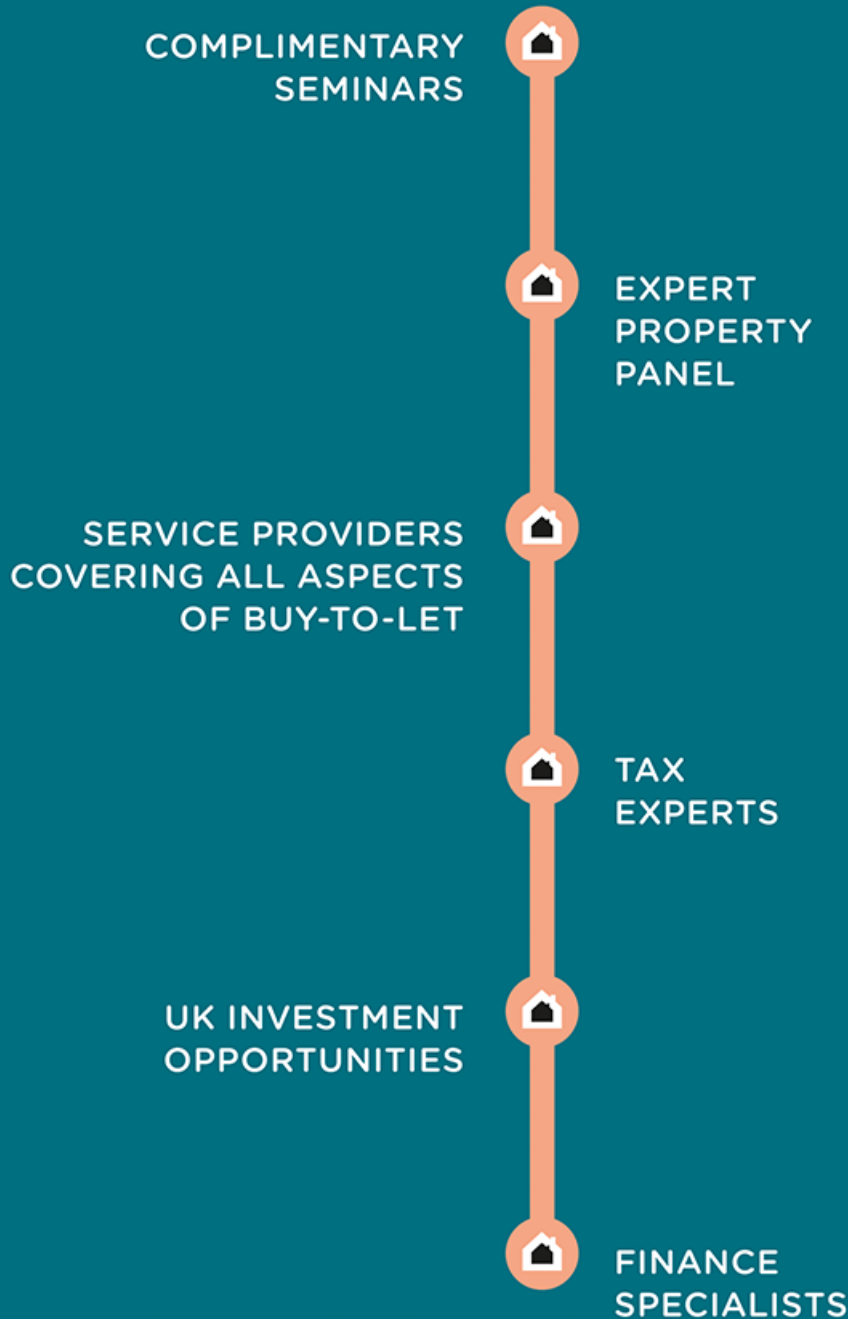 COMPLIMENTARY
SEMINARS
EXPERT
PROPERTY
PANEL
SERVICE PROVIDERS
COVERING ALL ASPECTS
OF BUY-TO-LET
TAX
EXPERTS
UK INVESTMENT
OPPORTUNITIES
FINANCE
SPECIALISTS